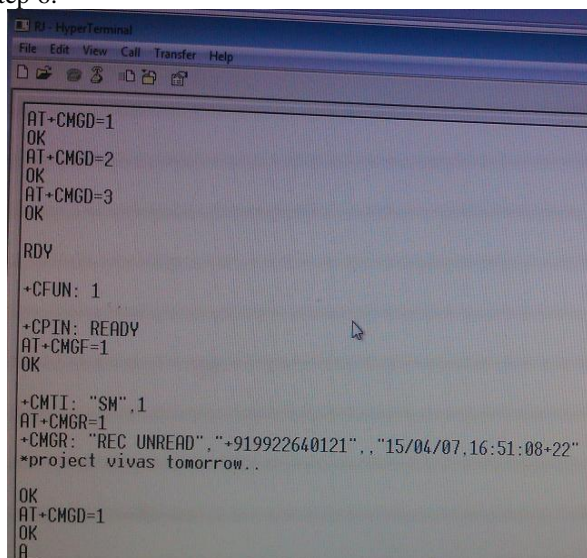 RJ - HyperTerminal
File Edit View Call Transfer Help
AT+CMGD=1
OK
AT+CMGD=2
OK
AT+CMGD=3
OK
RDY
+CFUN: 1
+CPIN: READY
AT+CMGF=1
OK
+CMTI: "SM",1
AT+CMGR=1
+CMGR: "REC UNREAD","+919922640121",,"15/04/07,16:51:08+22"
*project vivas tomorrow..
OK
AT+CMGD=1
OK
A